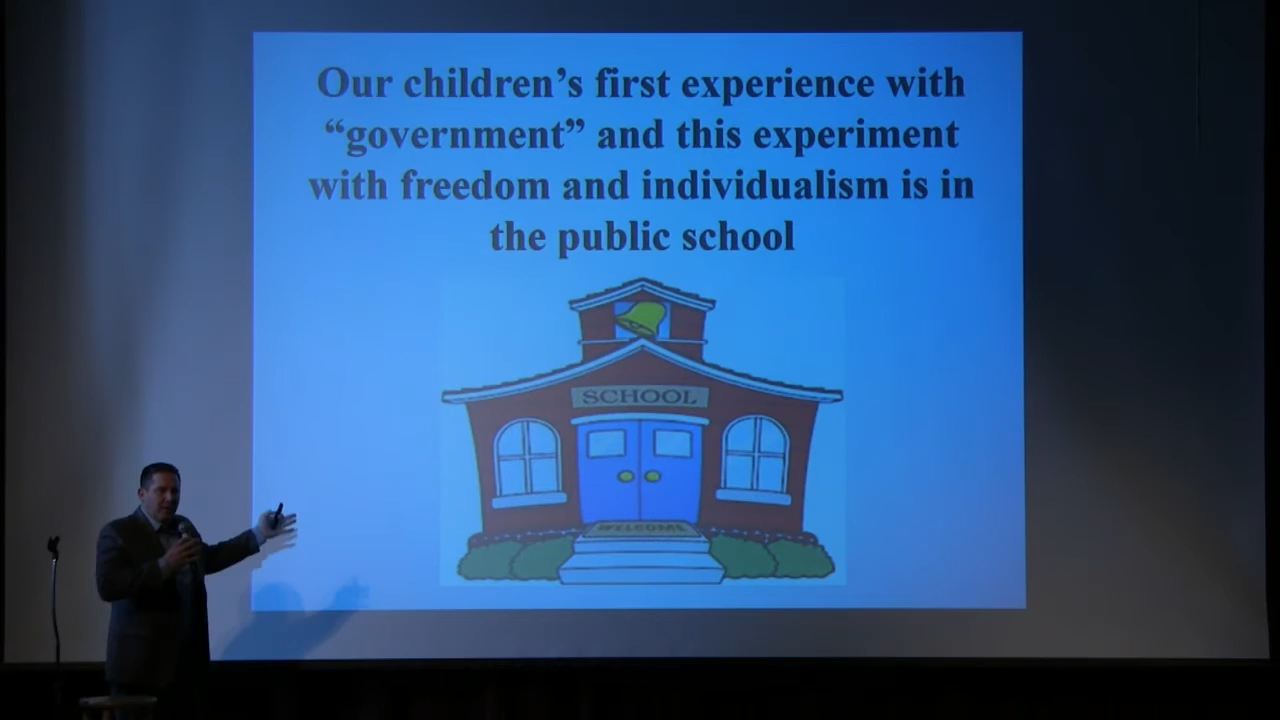 Our children’s first experience with
“government” and this experiment
with freedom and individualism is in
the public school
SCHOOL
WELCOME